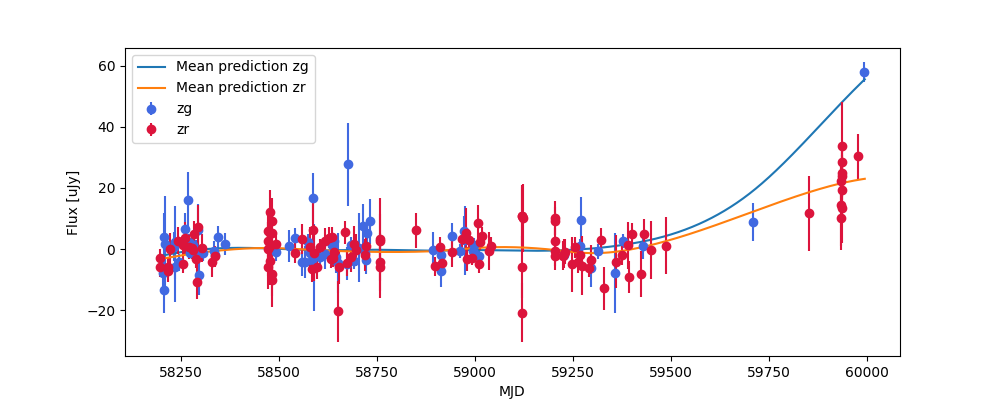 Mean prediction zg
Mean prediction zr
zg
zr
60
40
20
0
−20
Flux [uJy]
58250 58500 58750 59000 59250 59500 59750 60000
MJD